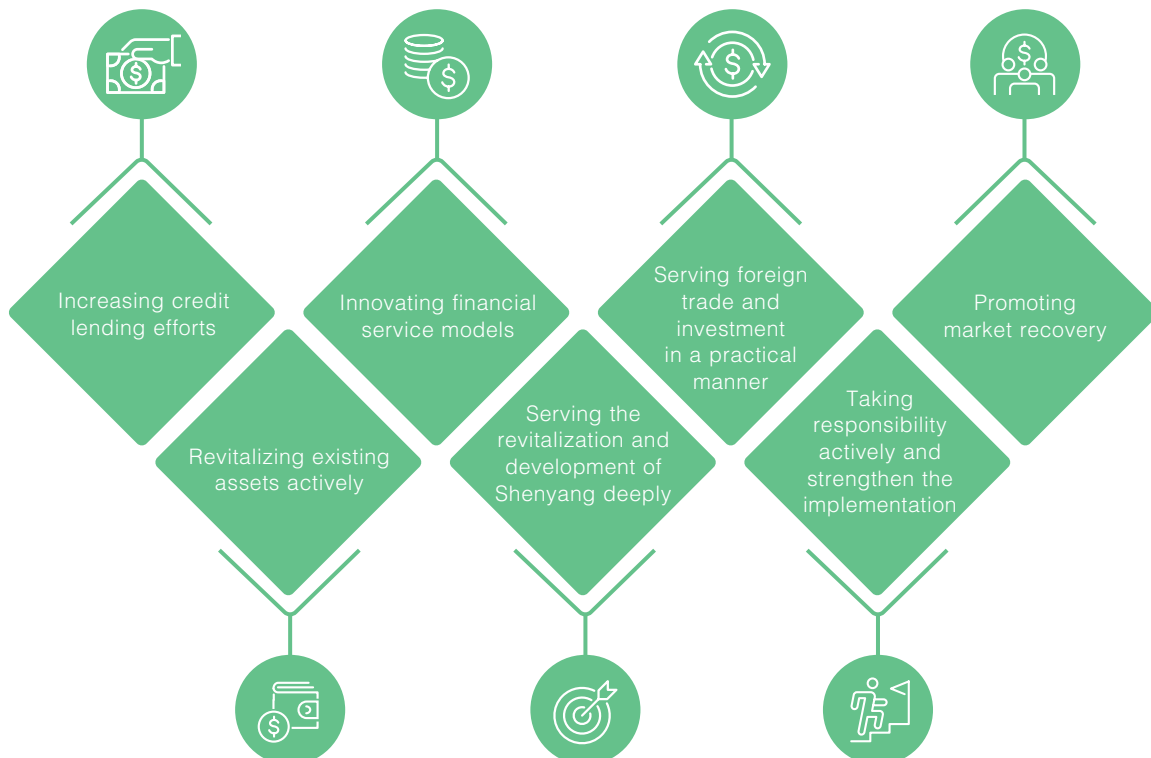 Increasing credit
lending efforts
Revitalizing existing
assets actively
Innovating financial
service models
Serving the
revitalization and
development of
Shenyang deeply
Serving foreign
trade and
investment
in a practical
manner
Taking
responsibility
actively and
strengthen the
implementation
Promoting
market recovery